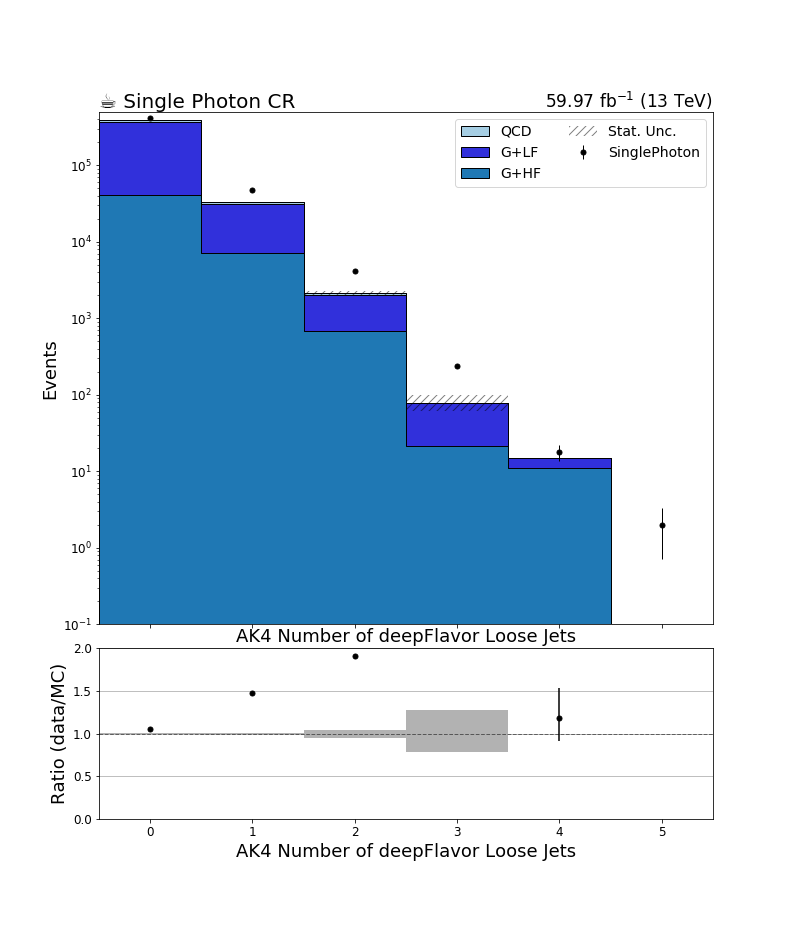 ☕ Single Photon CR
59.97 fb⁻¹ (13 TeV)
QCD
G+LF
G+HF
Stat. Unc.
SinglePhoton
Events
10⁵
10⁴
10³
10²
10¹
10⁰
10⁻¹
AK4 Number of deepFlavor Loose Jets
Ratio (data/MC)
2.0
1.5
1.0
0.5
0.0
0 1 2 3 4 5
AK4 Number of deepFlavor Loose Jets